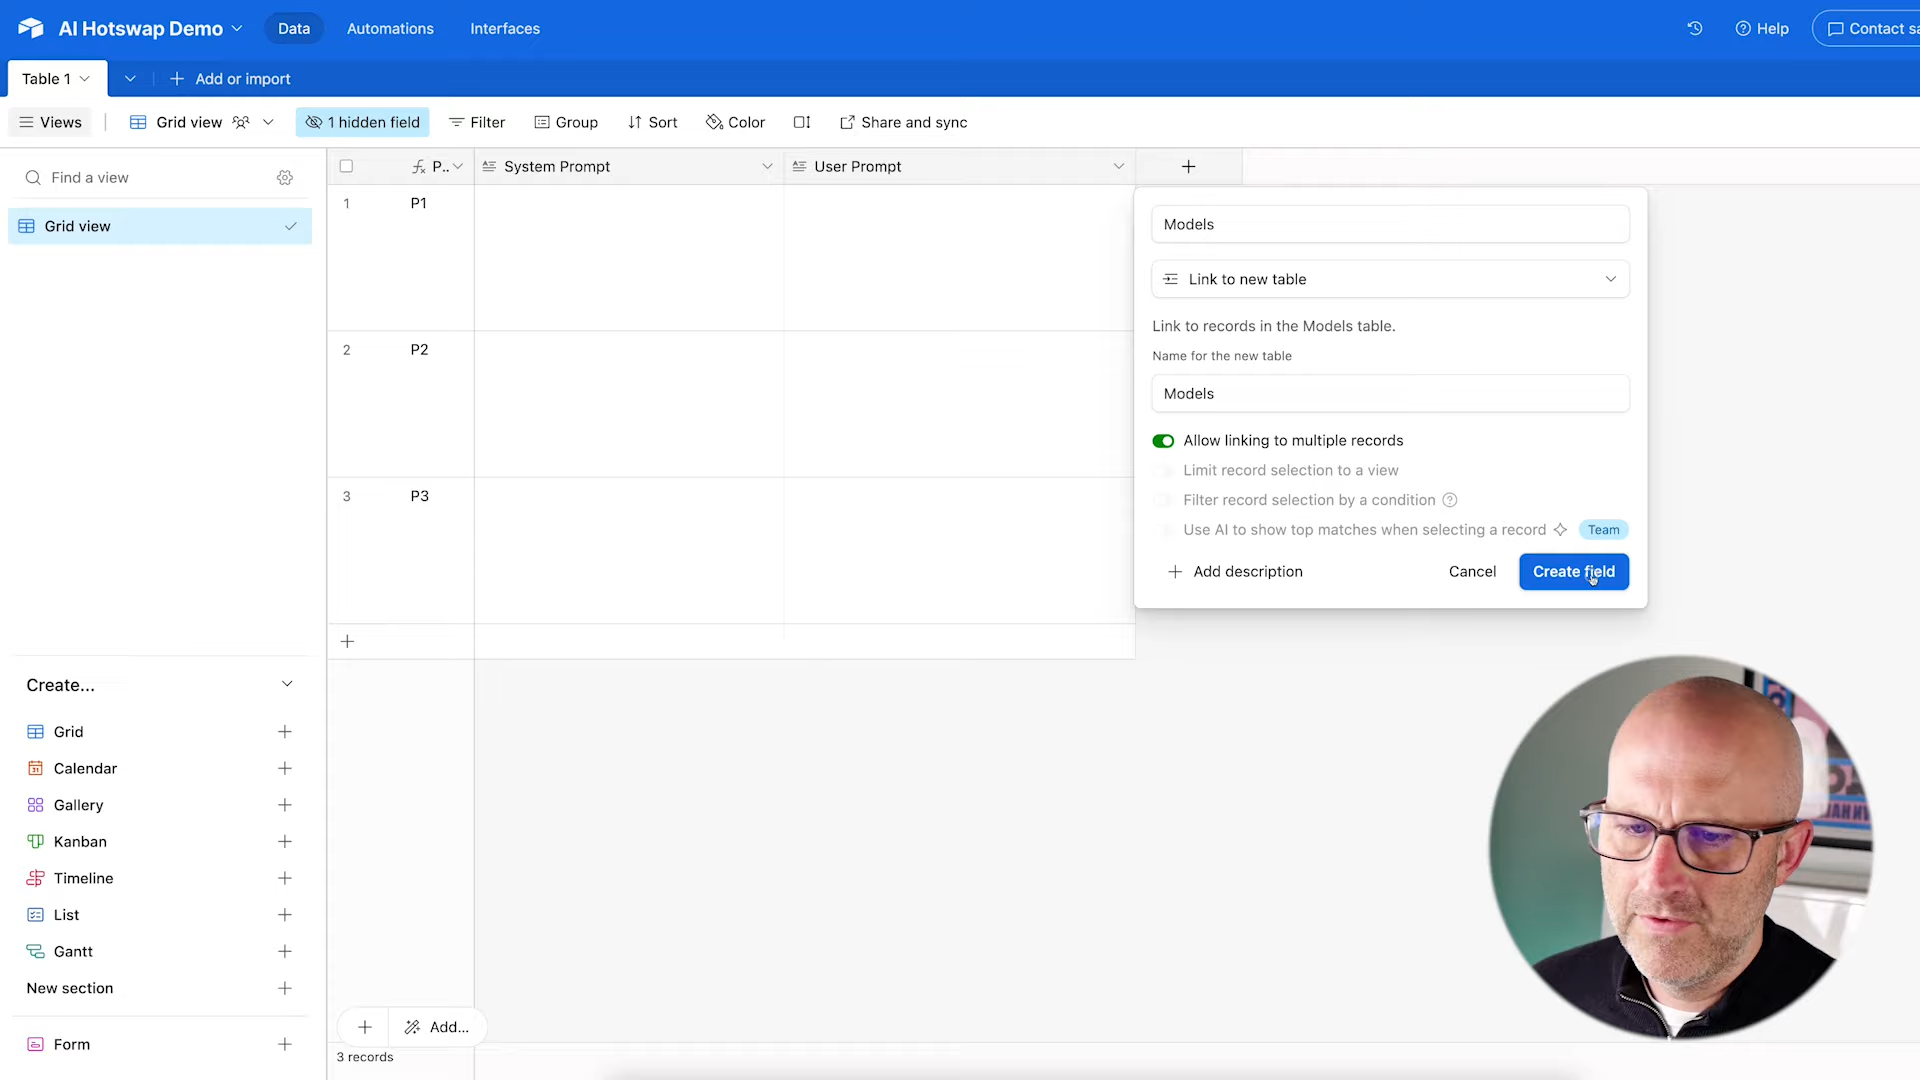 AI Hotswap Demo
Data
Automations
Interfaces
Help
Contact sa
Table 1
Add or import
Views
Grid view
1 hidden field
Filter
Group
Sort
Color
Share and sync
Find a view
Grid view
P..
System Prompt
User Prompt
1
P1
2
P2
3
P3
Models
Link to new table
Link to records in the Models table.
Name for the new table
Models
Allow linking to multiple records
Limit record selection to a view
Filter record selection by a condition
Use AI to show top matches when selecting a record
Team
Add description
Cancel
Create field
Create...
Grid
Calendar
Gallery
Kanban
Timeline
List
Gantt
New section
Form
Add...
3 records